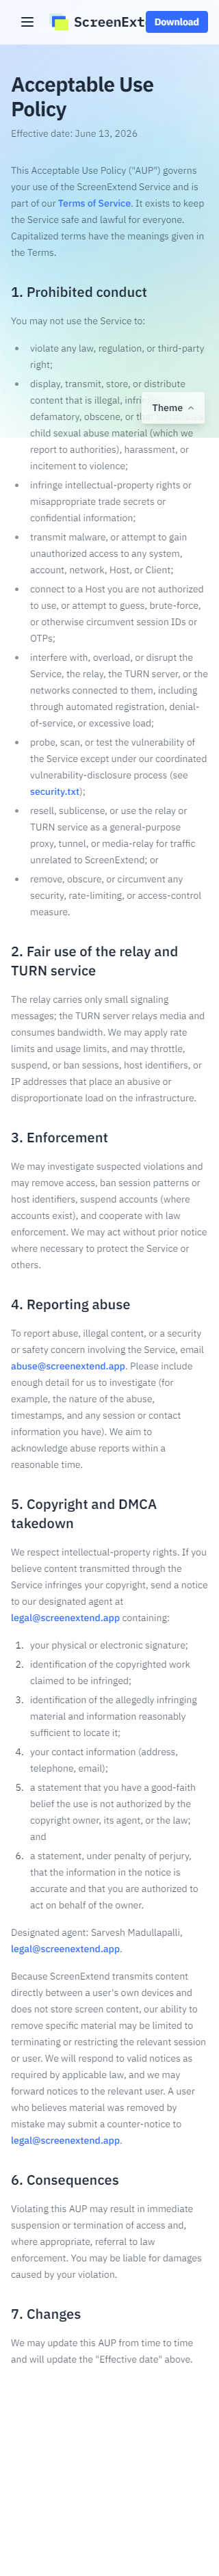 ScreenExt
Download
Acceptable Use
Policy
Effective date: June 13, 2026
This Acceptable Use Policy ("AUP") governs
your use of the ScreenExtend Service and is
part of our Terms of Service. It exists to keep
the Service safe and lawful for everyone.
Capitalized terms have the meanings given in
the Terms.
1. Prohibited conduct
You may not use the Service to:
• violate any law, regulation, or third-party
right;
• display, transmit, store, or distribute
content that is illegal,
defamatory, obscene, or
Theme
child sexual abuse material (which we
report to authorities), harassment, or
incitement to violence;
• infringe intellectual-property rights or
misappropriate trade secrets or
confidential information;
• transmit malware, or attempt to gain
unauthorized access to any system,
account, network, Host, or Client;
• connect to a Host you are not authorized
to use, or attempt to guess, brute-force,
or otherwise circumvent session IDs or
OTPs;
• interfere with, overload, or disrupt the
Service, the relay, the TURN server, or the
networks connected to them, including
through automated registration, denial-
of-service, or excessive load;
• probe, scan, or test the vulnerability of
the Service except under our coordinated
vulnerability-disclosure process (see
security.txt);
• resell, sublicense, or use the relay or
TURN service as a general-purpose
proxy, tunnel, or media-relay for traffic
unrelated to ScreenExtend; or
• remove, obscure, or circumvent any
security, rate-limiting, or access-control
measure.
2. Fair use of the relay and
TURN service
The relay carries only small signaling
messages; the TURN server relays media and
consumes bandwidth. We may apply rate
limits and usage limits, and may throttle,
suspend, or ban sessions, host identifiers, or
IP addresses that place an abusive or
disproportionate load on the infrastructure.
3. Enforcement
We may investigate suspected violations and
may remove access, ban session patterns or
host identifiers, suspend accounts (where
accounts exist), and cooperate with law
enforcement. We may act without prior notice
where necessary to protect the Service or
others.
4. Reporting abuse
To report abuse, illegal content, or a security
or safety concern involving the Service, email
abuse@screenextend.app. Please include
enough detail for us to investigate (for
example, the nature of the abuse,
timestamps, and any session or contact
information you have). We aim to
acknowledge abuse reports within a
reasonable time.
5. Copyright and DMCA
takedown
We respect intellectual-property rights. If you
believe content transmitted through the
Service infringes your copyright, send a notice
to our designated agent at
legal@screenextend.app containing:
1. your physical or electronic signature;
2. identification of the copyrighted work
claimed to be infringed;
3. identification of the allegedly infringing
material and information reasonably
sufficient to locate it;
4. your contact information (address,
telephone, email);
5. a statement that you have a good-faith
belief the use is not authorized by the
copyright owner, its agent, or the law;
and
6. a statement, under penalty of perjury,
that the information in the notice is
accurate and that you are authorized to
act on behalf of the owner.
Designated agent: Sarvesh Madullapalli,
legal@screenextend.app.
Because ScreenExtend transmits content
directly between a user's own devices and
does not store screen content, our ability to
remove specific material may be limited to
terminating or restricting the relevant session
or user. We will respond to valid notices as
required by applicable law, and we may
forward notices to the relevant user. A user
who believes material was removed by
mistake may submit a counter-notice to
legal@screenextend.app.
6. Consequences
Violating this AUP may result in immediate
suspension or termination of access and,
where appropriate, referral to law
enforcement. You may be liable for damages
caused by your violation.
7. Changes
We may update this AUP from time to time
and will update the "Effective date" above.